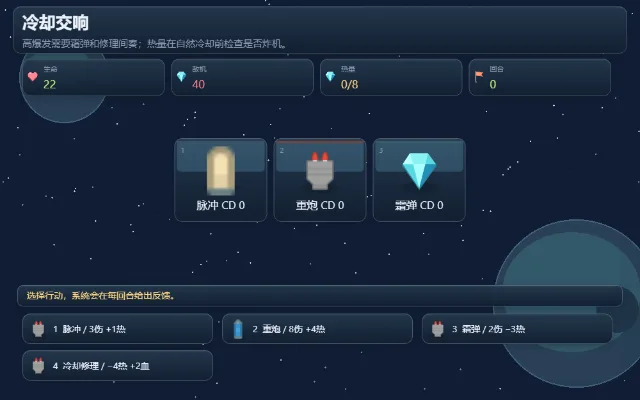 冷却交响
高爆发需要霜弹和修理间奏；热量在自然冷却前检查是否炸机。
生命
22
敌机
40
热量
0/8
回合
0
1
脉冲 CD 0
2
重炮 CD 0
3
霜弹 CD 0
选择行动，系统会在每回合给出反馈。
1 脉冲 / 3伤 +1热
2 重炮 / 8伤 +4热
3 霜弹 / 2伤 −3热
4 冷却修理 / −4热 +2血